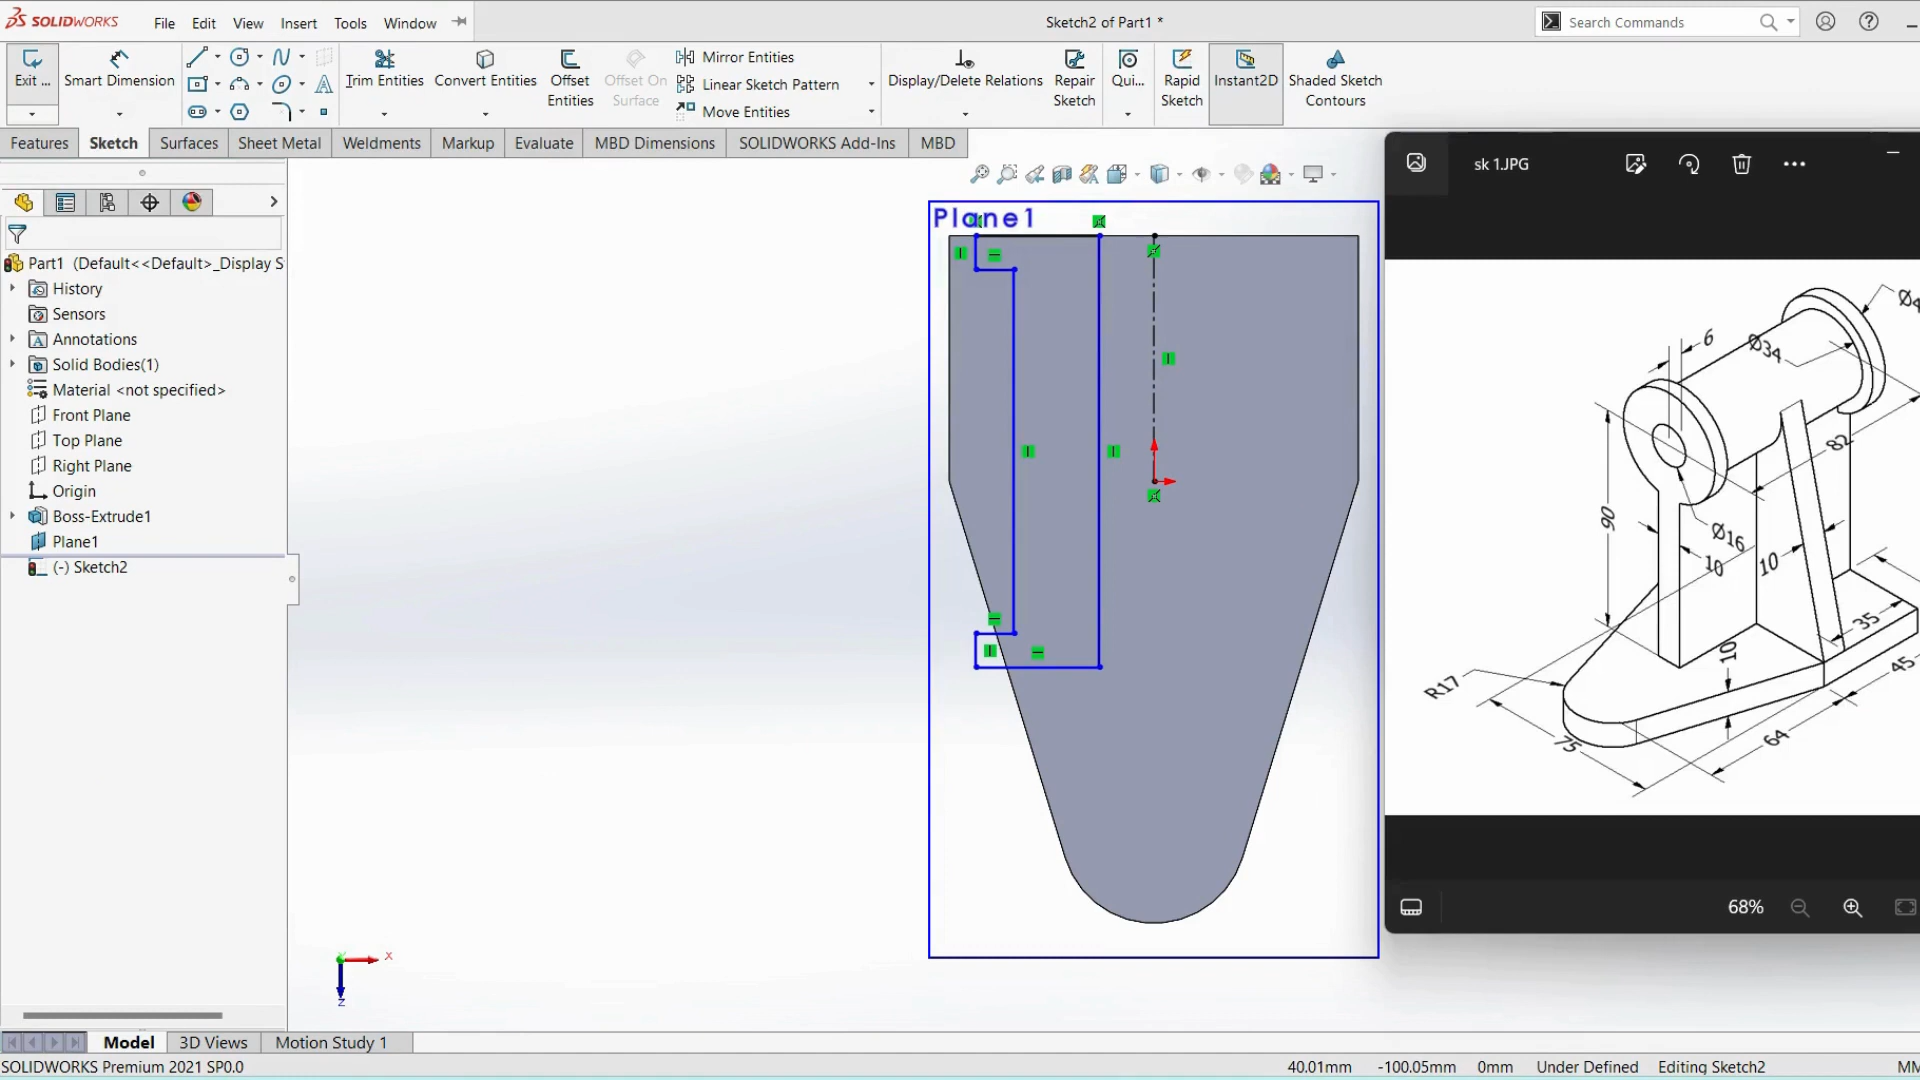 SOLIDWORKS File Edit View Insert Tools Window Sketch2 of Part1 * Search Commands
Exit ... Smart Dimension Trim Entities Convert Entities Offset Entities Offset On Surface Mirror Entities
Linear Sketch Pattern
Move Entities
Display/Delete Relations Repair Sketch Qui... Rapid Sketch Instant2D Shaded Sketch Contours
Features Sketch Surfaces Sheet Metal Weldments Markup Evaluate MBD Dimensions SOLIDWORKS Add-Ins MBD
Part1 (Default<<Default>_Display S
History
Sensors
Annotations
Solid Bodies(1)
Material <not specified>
Front Plane
Top Plane
Right Plane
Origin
Boss-Extrude1
Plane1
(-) Sketch2
Plane1
X
Z
sk 1.JPG
6
Ø34
82
90
Ø16
10
10
35
10
45
R17
75
64
68%
Model 3D Views Motion Study 1
SOLIDWORKS Premium 2021 SP0.0 40.01mm -100.05mm 0mm Under Defined Editing Sketch2